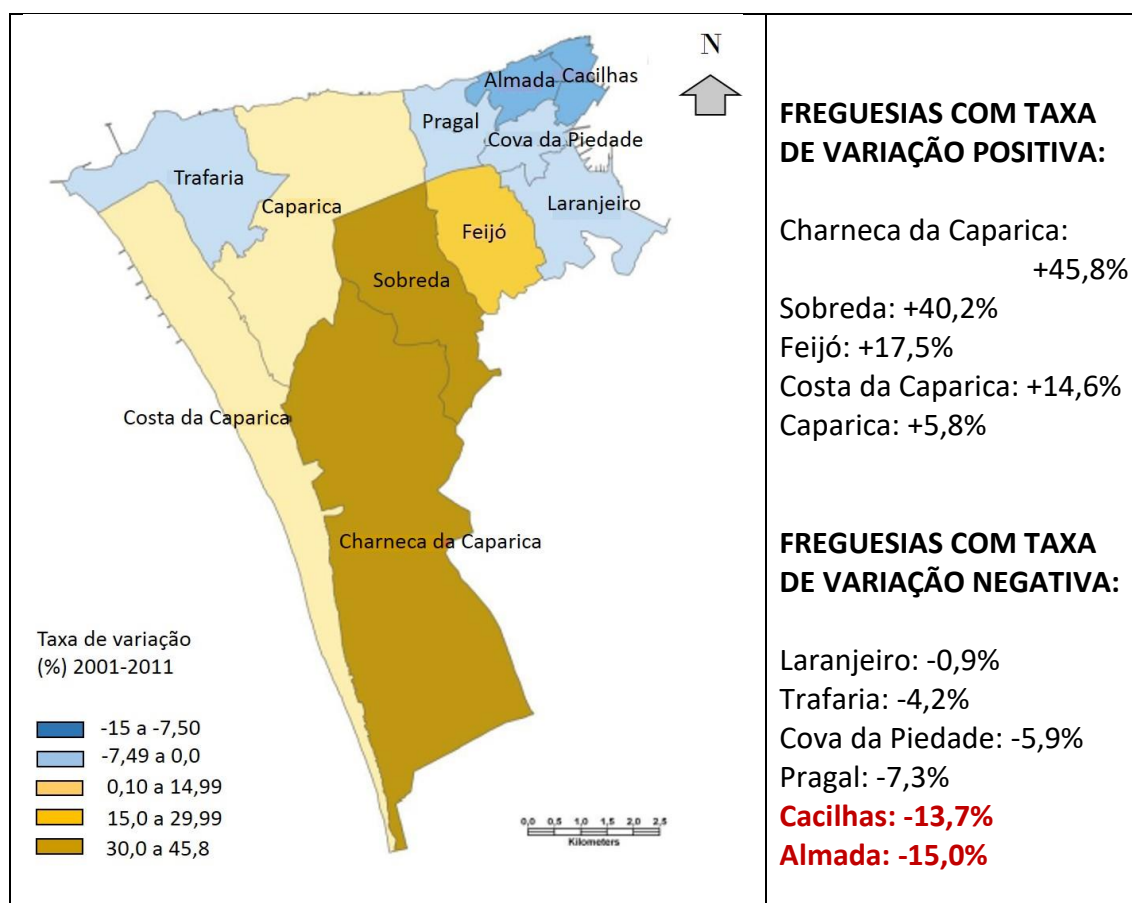 N
Almada
Cacilhas
Pragal
Cova da Piedade
Trafaria
Laranjeiro
Caparica
Feijó
Sobreda
Costa da Caparica
Charneca da Caparica
Taxa de variação
(%) 2001-2011
-15 a -7,50
-7,49 a 0,0
0,10 a 14,99
15,0 a 29,99
30,0 a 45,8
0,0 0,5 1,0 1,5 2,0 2,5
Kilometers
FREGUESIAS COM TAXA
DE VARIAÇÃO POSITIVA:
Charneca da Caparica:
+45,8%
Sobreda: +40,2%
Feijó: +17,5%
Costa da Caparica: +14,6%
Caparica: +5,8%
FREGUESIAS COM TAXA
DE VARIAÇÃO NEGATIVA:
Laranjeiro: -0,9%
Trafaria: -4,2%
Cova da Piedade: -5,9%
Pragal: -7,3%
Cacilhas: -13,7%
Almada: -15,0%